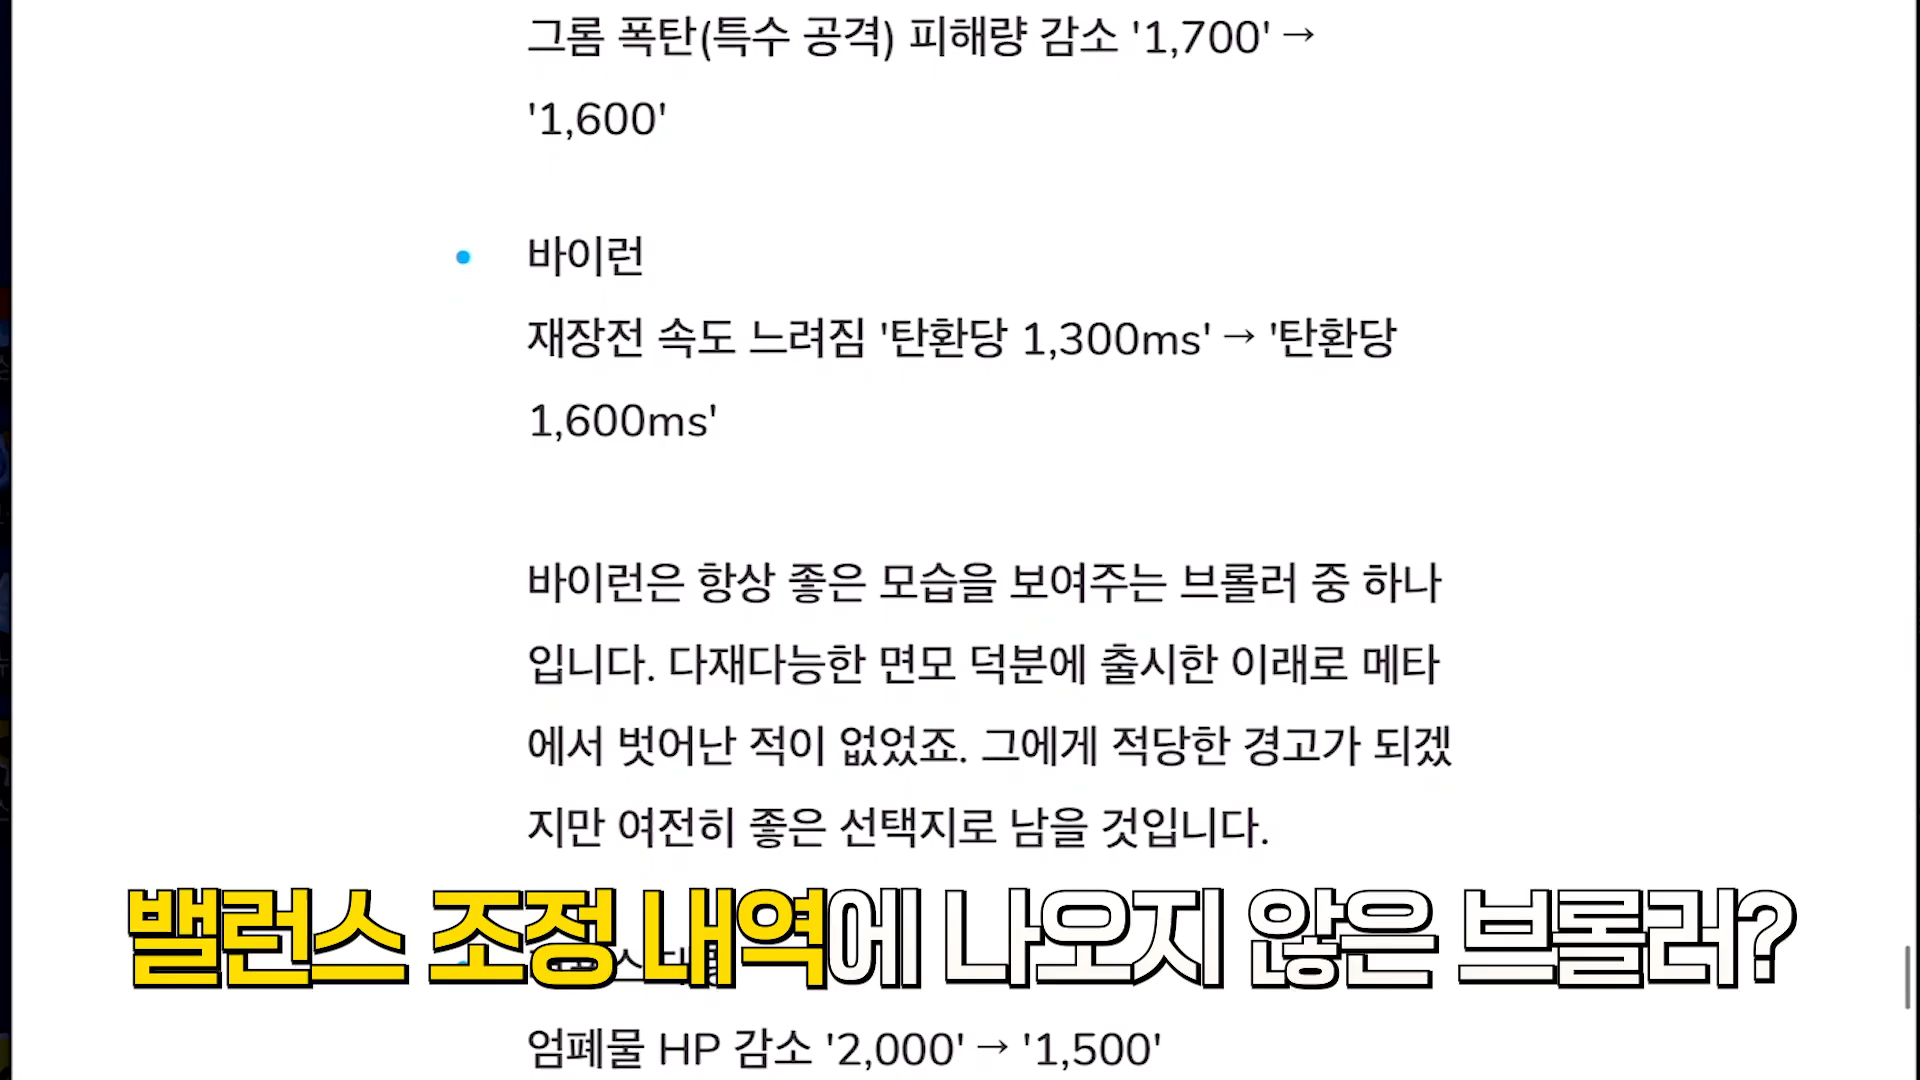 그롬 폭탄(특수 공격) 피해량 감소 '1,700' →
'1,600'
바이런
재장전 속도 느려짐 '탄환당 1,300ms' → '탄환당
1,600ms'
바이런은 항상 좋은 모습을 보여주는 브롤러 중 하나
입니다. 다재다능한 면모 덕분에 출시한 이래로 메타
에서 벗어난 적이 없었죠. 그에게 적당한 경고가 되겠
지만 여전히 좋은 선택지로 남을 것입니다.
밸런스 조정 내역에 나오지 않은 브롤러?
엄폐물 HP 감소 '2,000' → '1,500'